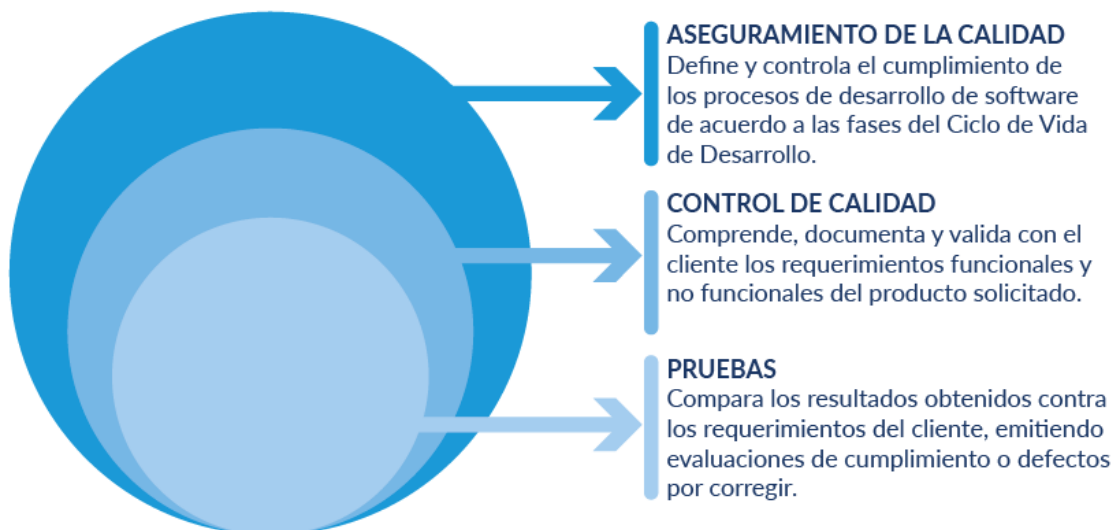 ASEGURAMIENTO DE LA CALIDAD
Define y controla el cumplimiento de
los procesos de desarrollo de software
de acuerdo a las fases del Ciclo de Vida
de Desarrollo.
CONTROL DE CALIDAD
Comprende, documenta y valida con el
cliente los requerimientos funcionales y
no funcionales del producto solicitado.
PRUEBAS
Compara los resultados obtenidos contra
los requerimientos del cliente, emitiendo
evaluaciones de cumplimiento o defectos
por corregir.